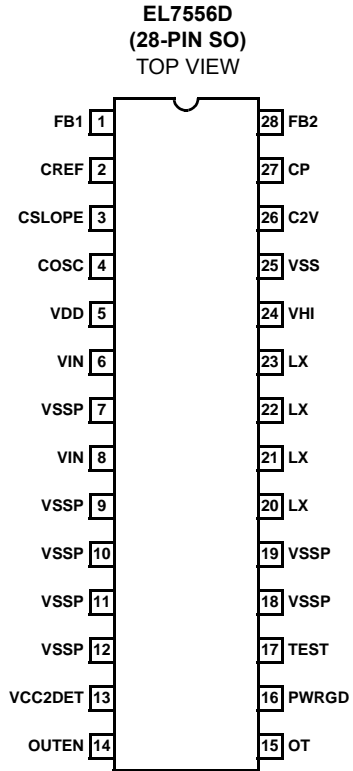 EL7556D
(28-PIN SO)
TOP VIEW
FB1 1 28 FB2
CREF 2 27 CP
CSLOPE 3 26 C2V
COSC 4 25 VSS
VDD 5 24 VHI
VIN 6 23 LX
VSSP 7 22 LX
VIN 8 21 LX
VSSP 9 20 LX
VSSP 10 19 VSSP
VSSP 11 18 VSSP
VSSP 12 17 TEST
VCC2DET 13 16 PWRGD
OUTEN 14 15 OT